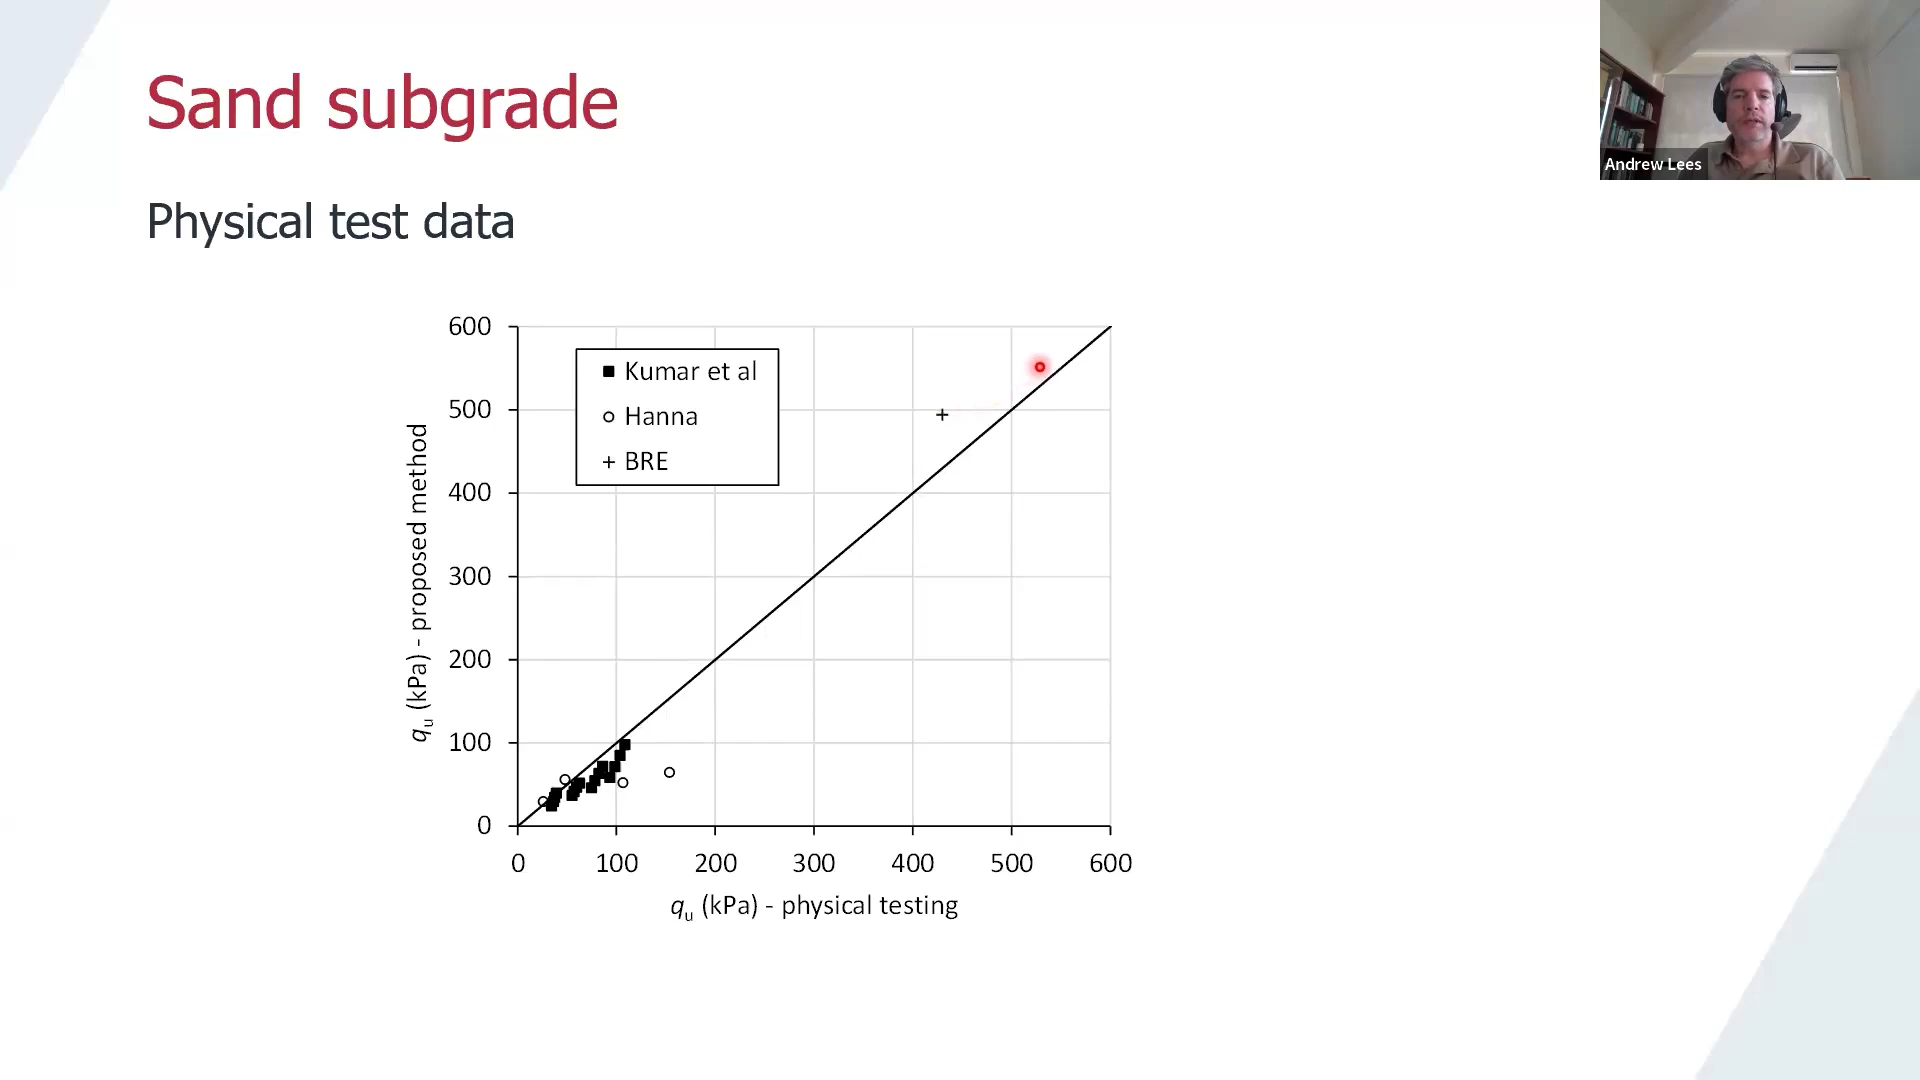 Sand subgrade
Andrew Lees
Physical test data
600
500
400
300
200
100
0
qu (kPa) - proposed method
Kumar et al
Hanna
+ BRE
0 100 200 300 400 500 600
qu (kPa) - physical testing